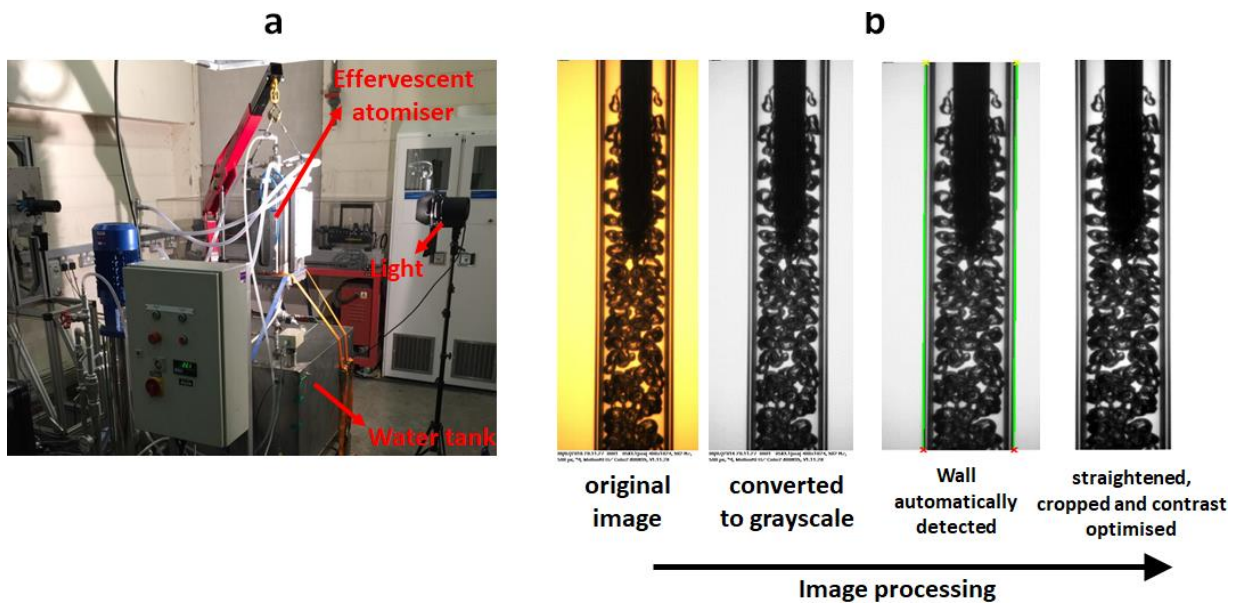 a
b
Effervescent
atomiser
Light
Water tank
original
image
converted
to grayscale
Wall
automatically
detected
straightened,
cropped and contrast
optimised
Image processing